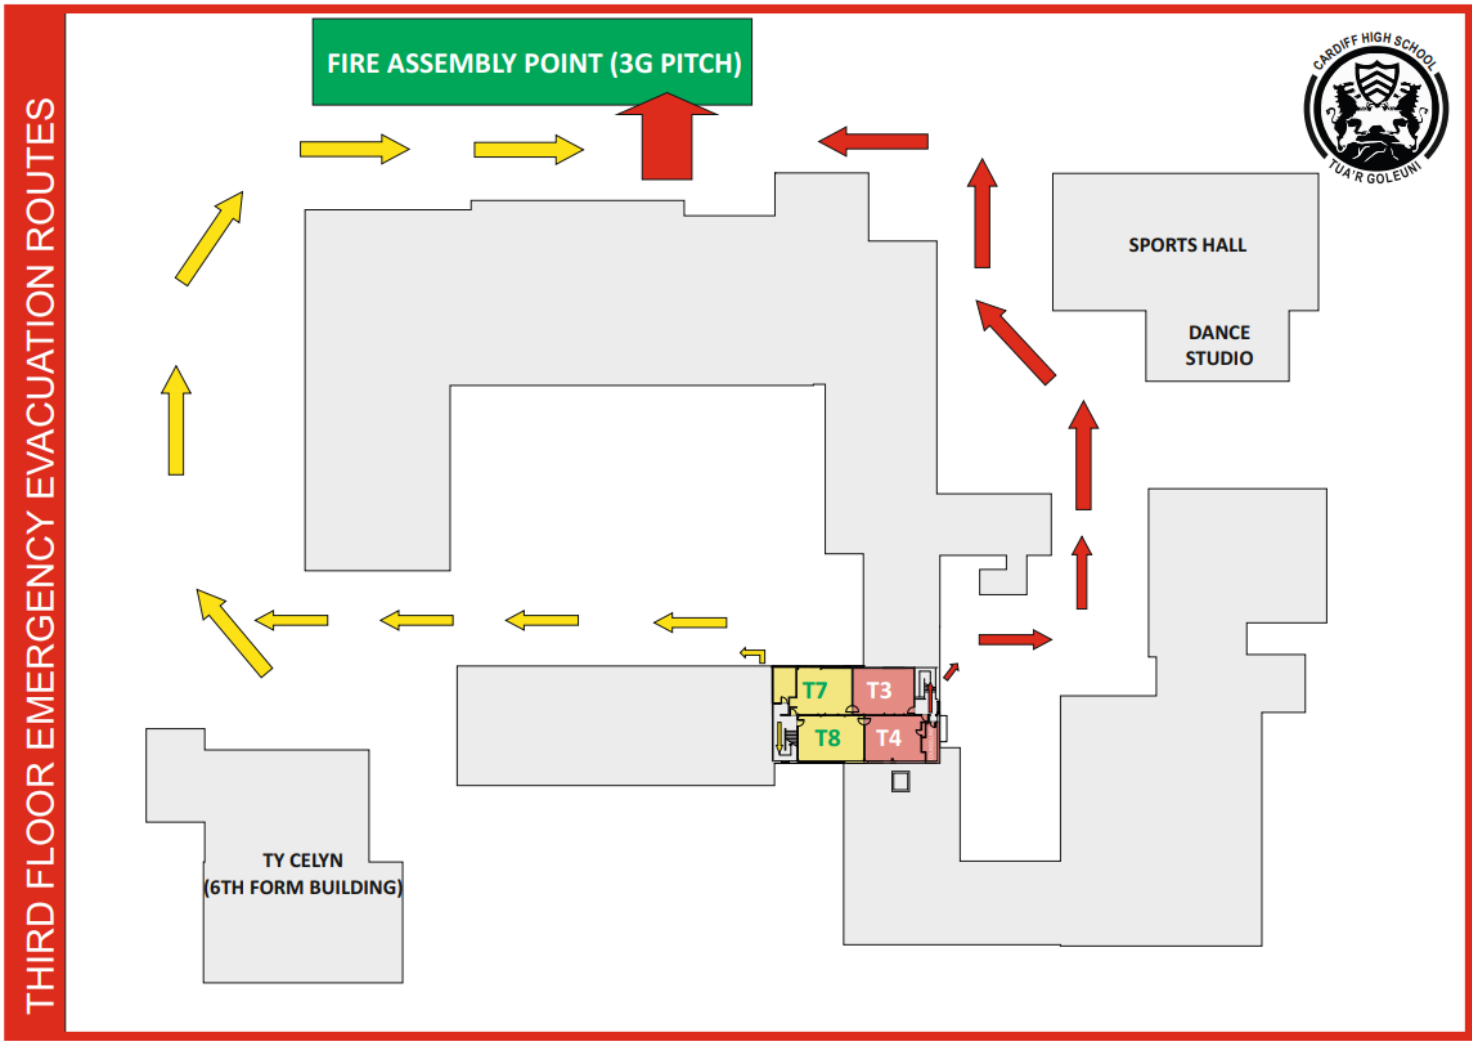 THIRD FLOOR EMERGENCY EVACUATION ROUTES
FIRE ASSEMBLY POINT (3G PITCH)
CARDIFF HIGH SCHOOL
TUA'R GOLEUNI
SPORTS HALL
DANCE
STUDIO
T7
T3
T8
T4
TY CELYN
(6TH FORM BUILDING)